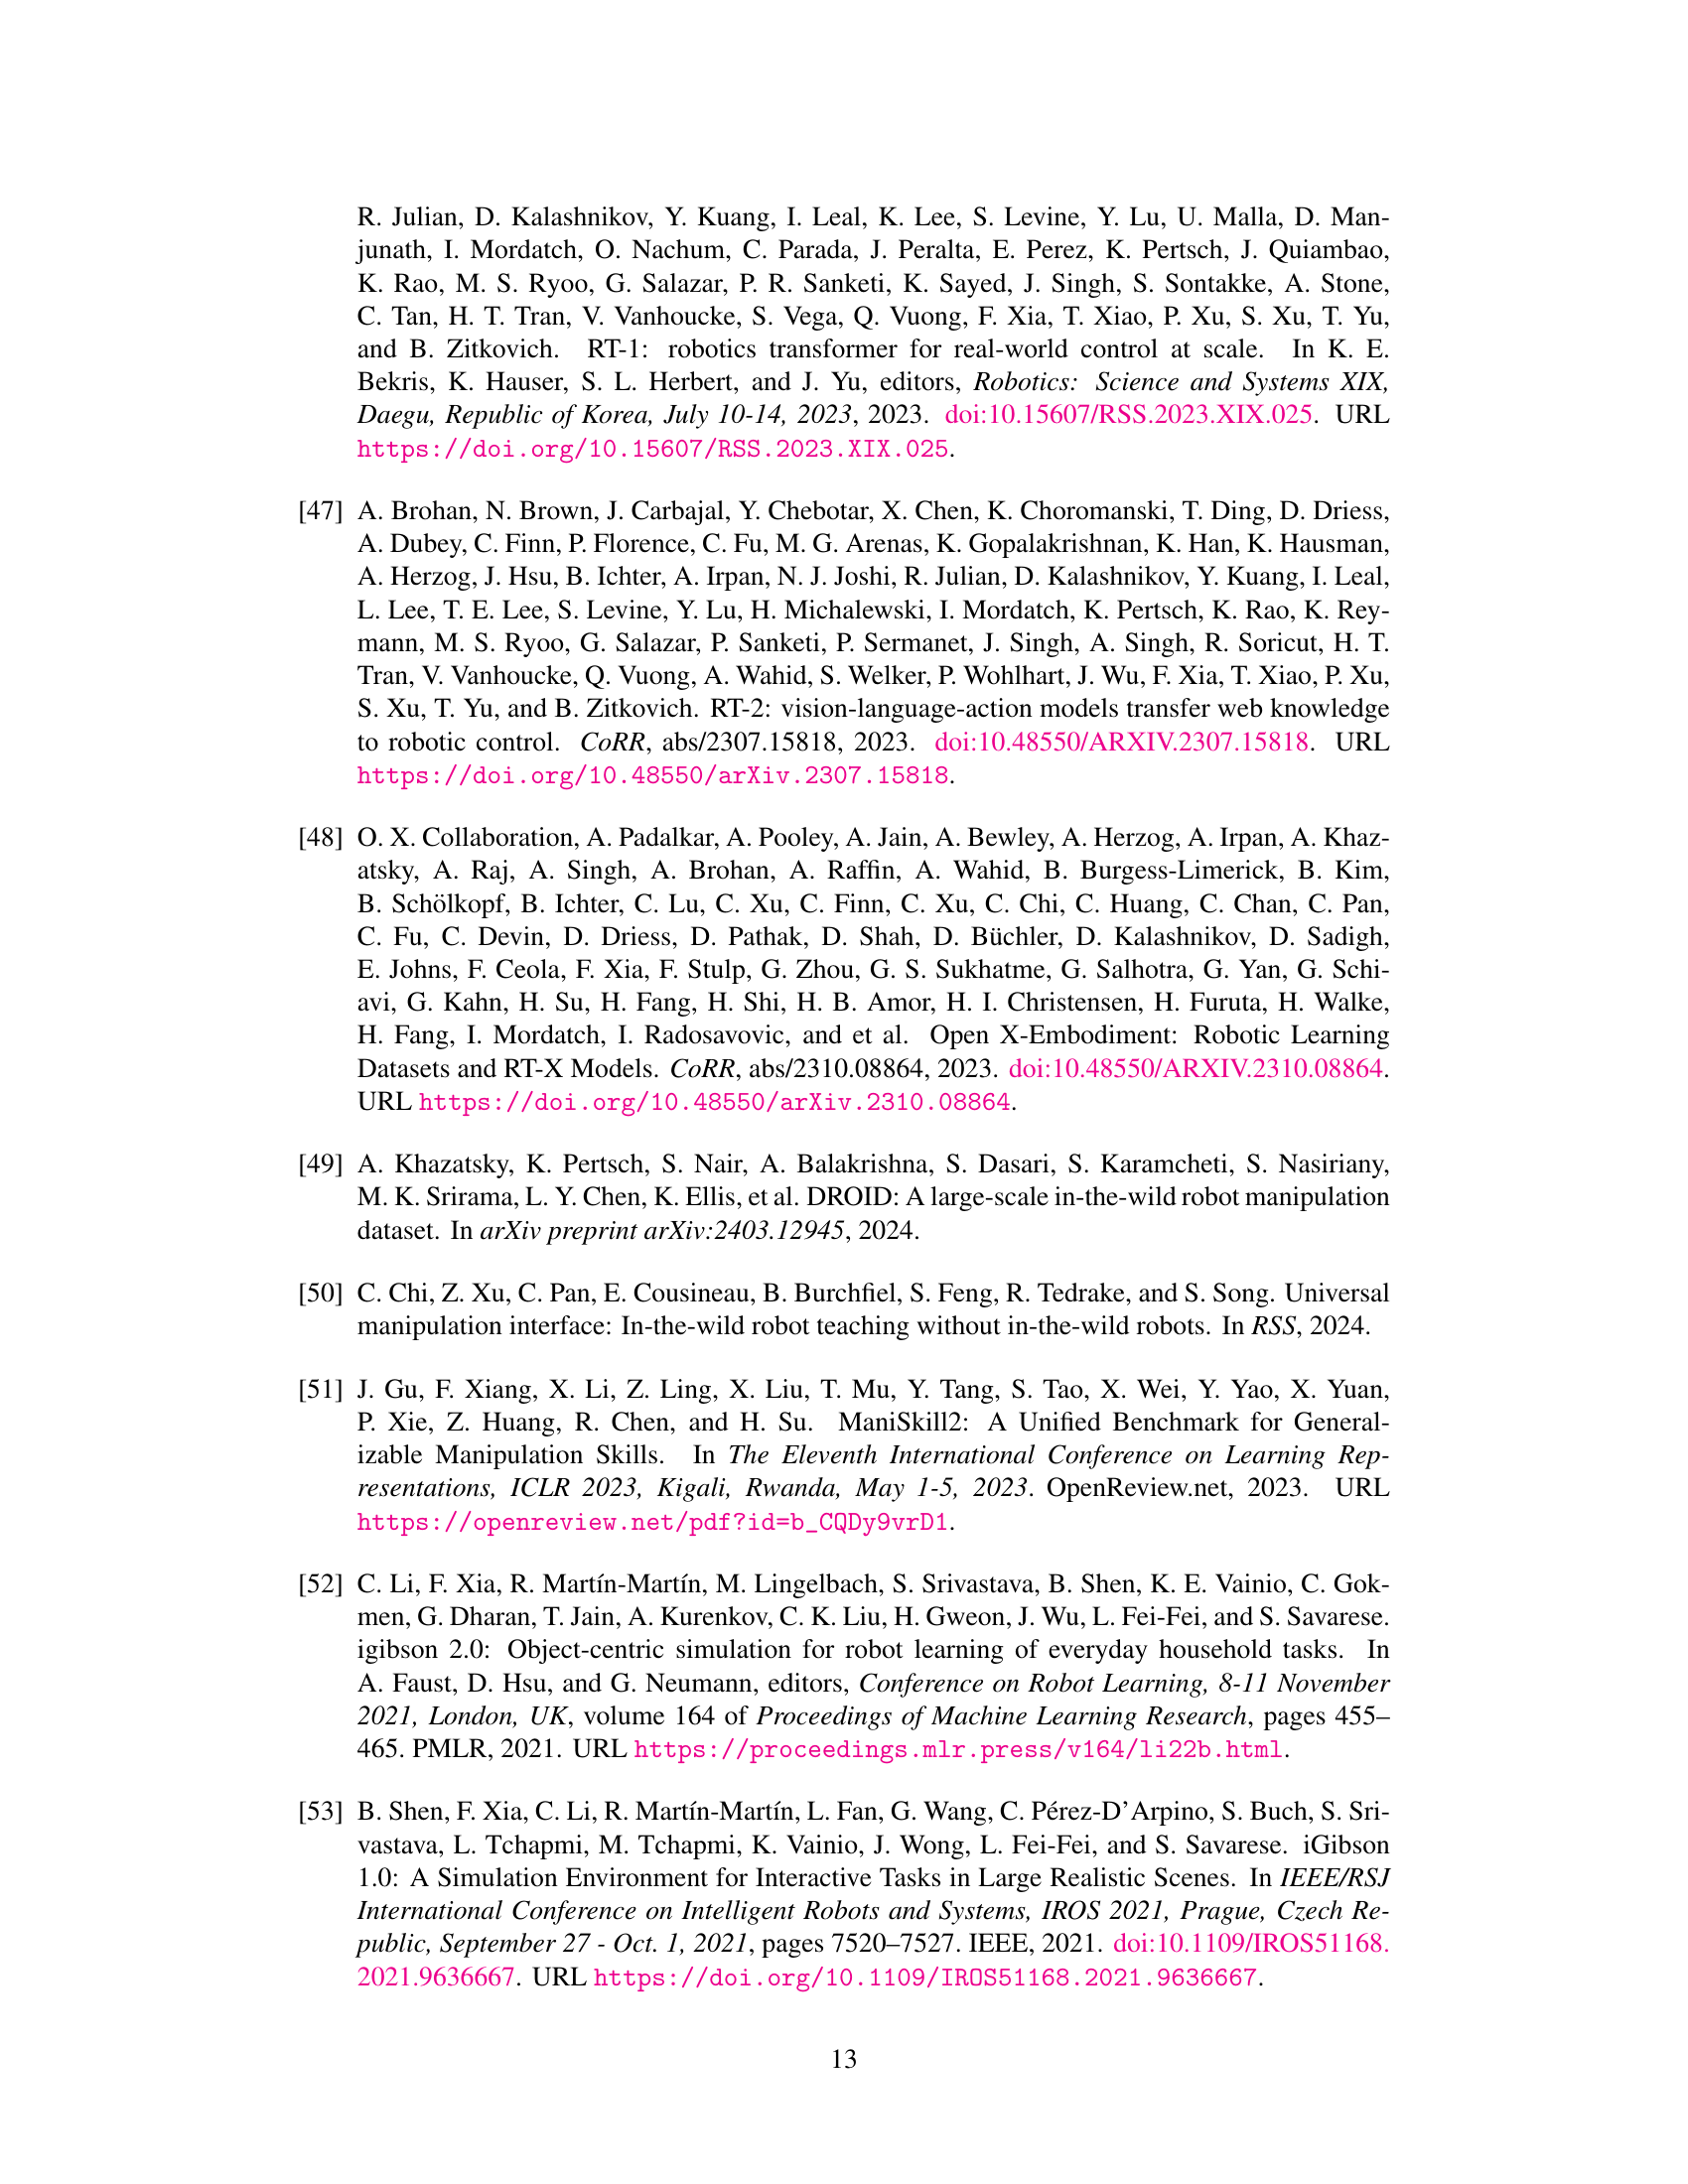 R. Julian, D. Kalashnikov, Y. Kuang, I. Leal, K. Lee, S. Levine, Y. Lu, U. Malla, D. Man-
junath, I. Mordatch, O. Nachum, C. Parada, J. Peralta, E. Perez, K. Pertsch, J. Quiambao,
K. Rao, M. S. Ryoo, G. Salazar, P. R. Sanketi, K. Sayed, J. Singh, S. Sontakke, A. Stone,
C. Tan, H. T. Tran, V. Vanhoucke, S. Vega, Q. Vuong, F. Xia, T. Xiao, P. Xu, S. Xu, T. Yu,
and B. Zitkovich. RT-1: robotics transformer for real-world control at scale. In K. E.
Bekris, K. Hauser, S. L. Herbert, and J. Yu, editors, Robotics: Science and Systems XIX,
Daegu, Republic of Korea, July 10-14, 2023, 2023. doi:10.15607/RSS.2023.XIX.025. URL
https://doi.org/10.15607/RSS.2023.XIX.025.
[47] A. Brohan, N. Brown, J. Carbajal, Y. Chebotar, X. Chen, K. Choromanski, T. Ding, D. Driess,
A. Dubey, C. Finn, P. Florence, C. Fu, M. G. Arenas, K. Gopalakrishnan, K. Han, K. Hausman,
A. Herzog, J. Hsu, B. Ichter, A. Irpan, N. J. Joshi, R. Julian, D. Kalashnikov, Y. Kuang, I. Leal,
L. Lee, T. E. Lee, S. Levine, Y. Lu, H. Michalewski, I. Mordatch, K. Pertsch, K. Rao, K. Rey-
mann, M. S. Ryoo, G. Salazar, P. Sanketi, P. Sermanet, J. Singh, A. Singh, R. Soricut, H. T.
Tran, V. Vanhoucke, Q. Vuong, A. Wahid, S. Welker, P. Wohlhart, J. Wu, F. Xia, T. Xiao, P. Xu,
S. Xu, T. Yu, and B. Zitkovich. RT-2: vision-language-action models transfer web knowledge
to robotic control. CoRR, abs/2307.15818, 2023. doi:10.48550/ARXIV.2307.15818. URL
https://doi.org/10.48550/arXiv.2307.15818.
[48] O. X. Collaboration, A. Padalkar, A. Pooley, A. Jain, A. Bewley, A. Herzog, A. Irpan, A. Khaz-
atsky, A. Raj, A. Singh, A. Brohan, A. Raffin, A. Wahid, B. Burgess-Limerick, B. Kim,
B. Schölkopf, B. Ichter, C. Lu, C. Xu, C. Finn, C. Xu, C. Chi, C. Huang, C. Chan, C. Pan,
C. Fu, C. Devin, D. Driess, D. Pathak, D. Shah, D. Büchler, D. Kalashnikov, D. Sadigh,
E. Johns, F. Ceola, F. Xia, F. Stulp, G. Zhou, G. S. Sukhatme, G. Salhotra, G. Yan, G. Schi-
avi, G. Kahn, H. Su, H. Fang, H. Shi, H. B. Amor, H. I. Christensen, H. Furuta, H. Walke,
H. Fang, I. Mordatch, I. Radosavovic, and et al. Open X-Embodiment: Robotic Learning
Datasets and RT-X Models. CoRR, abs/2310.08864, 2023. doi:10.48550/ARXIV.2310.08864.
URL https://doi.org/10.48550/arXiv.2310.08864.
[49] A. Khazatsky, K. Pertsch, S. Nair, A. Balakrishna, S. Dasari, S. Karamcheti, S. Nasiriany,
M. K. Srirama, L. Y. Chen, K. Ellis, et al. DROID: A large-scale in-the-wild robot manipulation
dataset. In arXiv preprint arXiv:2403.12945, 2024.
[50] C. Chi, Z. Xu, C. Pan, E. Cousineau, B. Burchfiel, S. Feng, R. Tedrake, and S. Song. Universal
manipulation interface: In-the-wild robot teaching without in-the-wild robots. In RSS, 2024.
[51] J. Gu, F. Xiang, X. Li, Z. Ling, X. Liu, T. Mu, Y. Tang, S. Tao, X. Wei, Y. Yao, X. Yuan,
P. Xie, Z. Huang, R. Chen, and H. Su. ManiSkill2: A Unified Benchmark for General-
izable Manipulation Skills. In The Eleventh International Conference on Learning Rep-
resentations, ICLR 2023, Kigali, Rwanda, May 1-5, 2023. OpenReview.net, 2023. URL
https://openreview.net/pdf?id=b_CQDy9vrD1.
[52] C. Li, F. Xia, R. Martín-Martín, M. Lingelbach, S. Srivastava, B. Shen, K. E. Vainio, C. Gok-
men, G. Dharan, T. Jain, A. Kurenkov, C. K. Liu, H. Gweon, J. Wu, L. Fei-Fei, and S. Savarese.
igibson 2.0: Object-centric simulation for robot learning of everyday household tasks. In
A. Faust, D. Hsu, and G. Neumann, editors, Conference on Robot Learning, 8-11 November
2021, London, UK, volume 164 of Proceedings of Machine Learning Research, pages 455–
465. PMLR, 2021. URL https://proceedings.mlr.press/v164/li22b.html.
[53] B. Shen, F. Xia, C. Li, R. Martín-Martín, L. Fan, G. Wang, C. Pérez-D'Arpino, S. Buch, S. Sri-
vastava, L. Tchapmi, M. Tchapmi, K. Vainio, J. Wong, L. Fei-Fei, and S. Savarese. iGibson
1.0: A Simulation Environment for Interactive Tasks in Large Realistic Scenes. In IEEE/RSJ
International Conference on Intelligent Robots and Systems, IROS 2021, Prague, Czech Re-
public, September 27 - Oct. 1, 2021, pages 7520–7527. IEEE, 2021. doi:10.1109/IROS51168.
2021.9636667. URL https://doi.org/10.1109/IROS51168.2021.9636667.
13